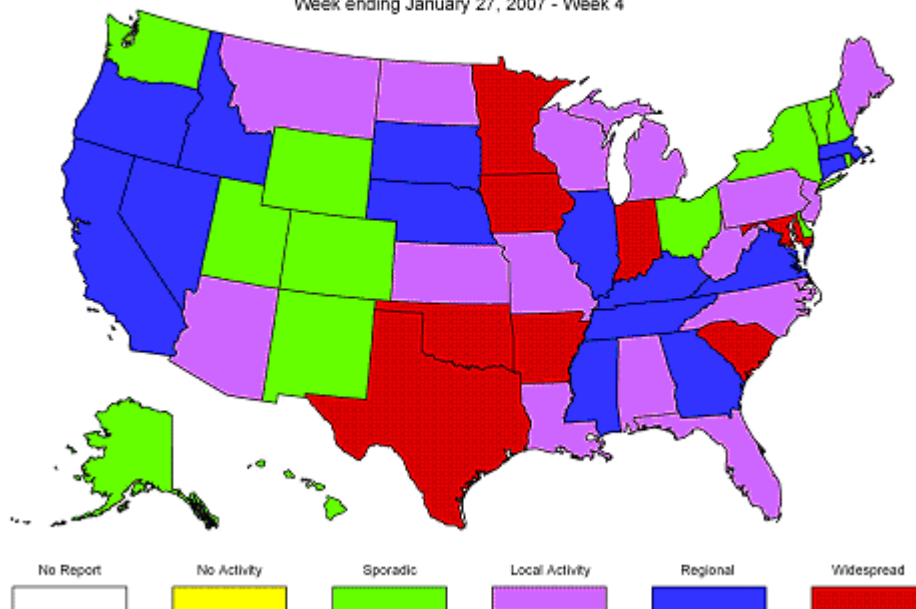 Week ending January 27, 2007 - Week 4
No Report No Activity Sporadic Local Activity Regional Widespread